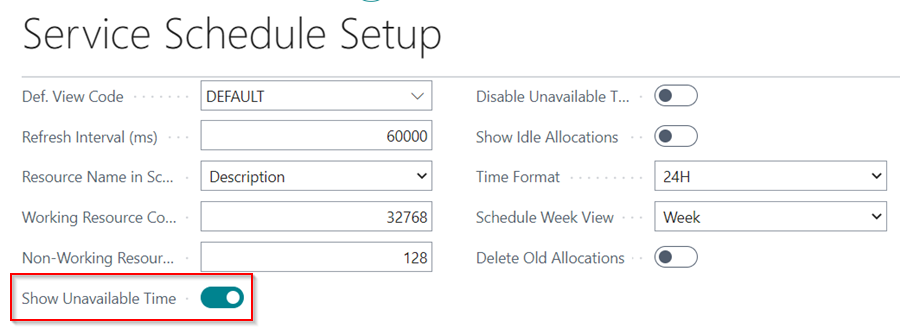 Service Schedule Setup
Def. View Code DEFAULT
Refresh Interval (ms) 60000
Resource Name in Sc... Description
Working Resource Co... 32768
Non-Working Resour... 128
Show Unavailable Time
Disable Unavailable T...
Show Idle Allocations
Time Format 24H
Schedule Week View Week
Delete Old Allocations